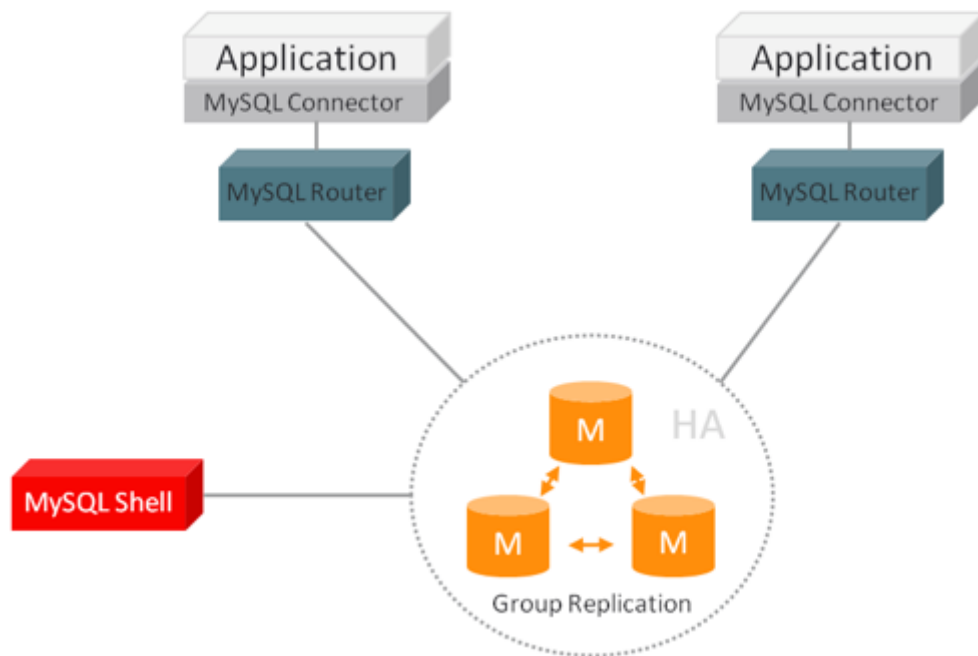 Application
MySQL Connector
MySQL Router
Application
MySQL Connector
MySQL Router
HA
M
MySQL Shell
M
M
Group Replication